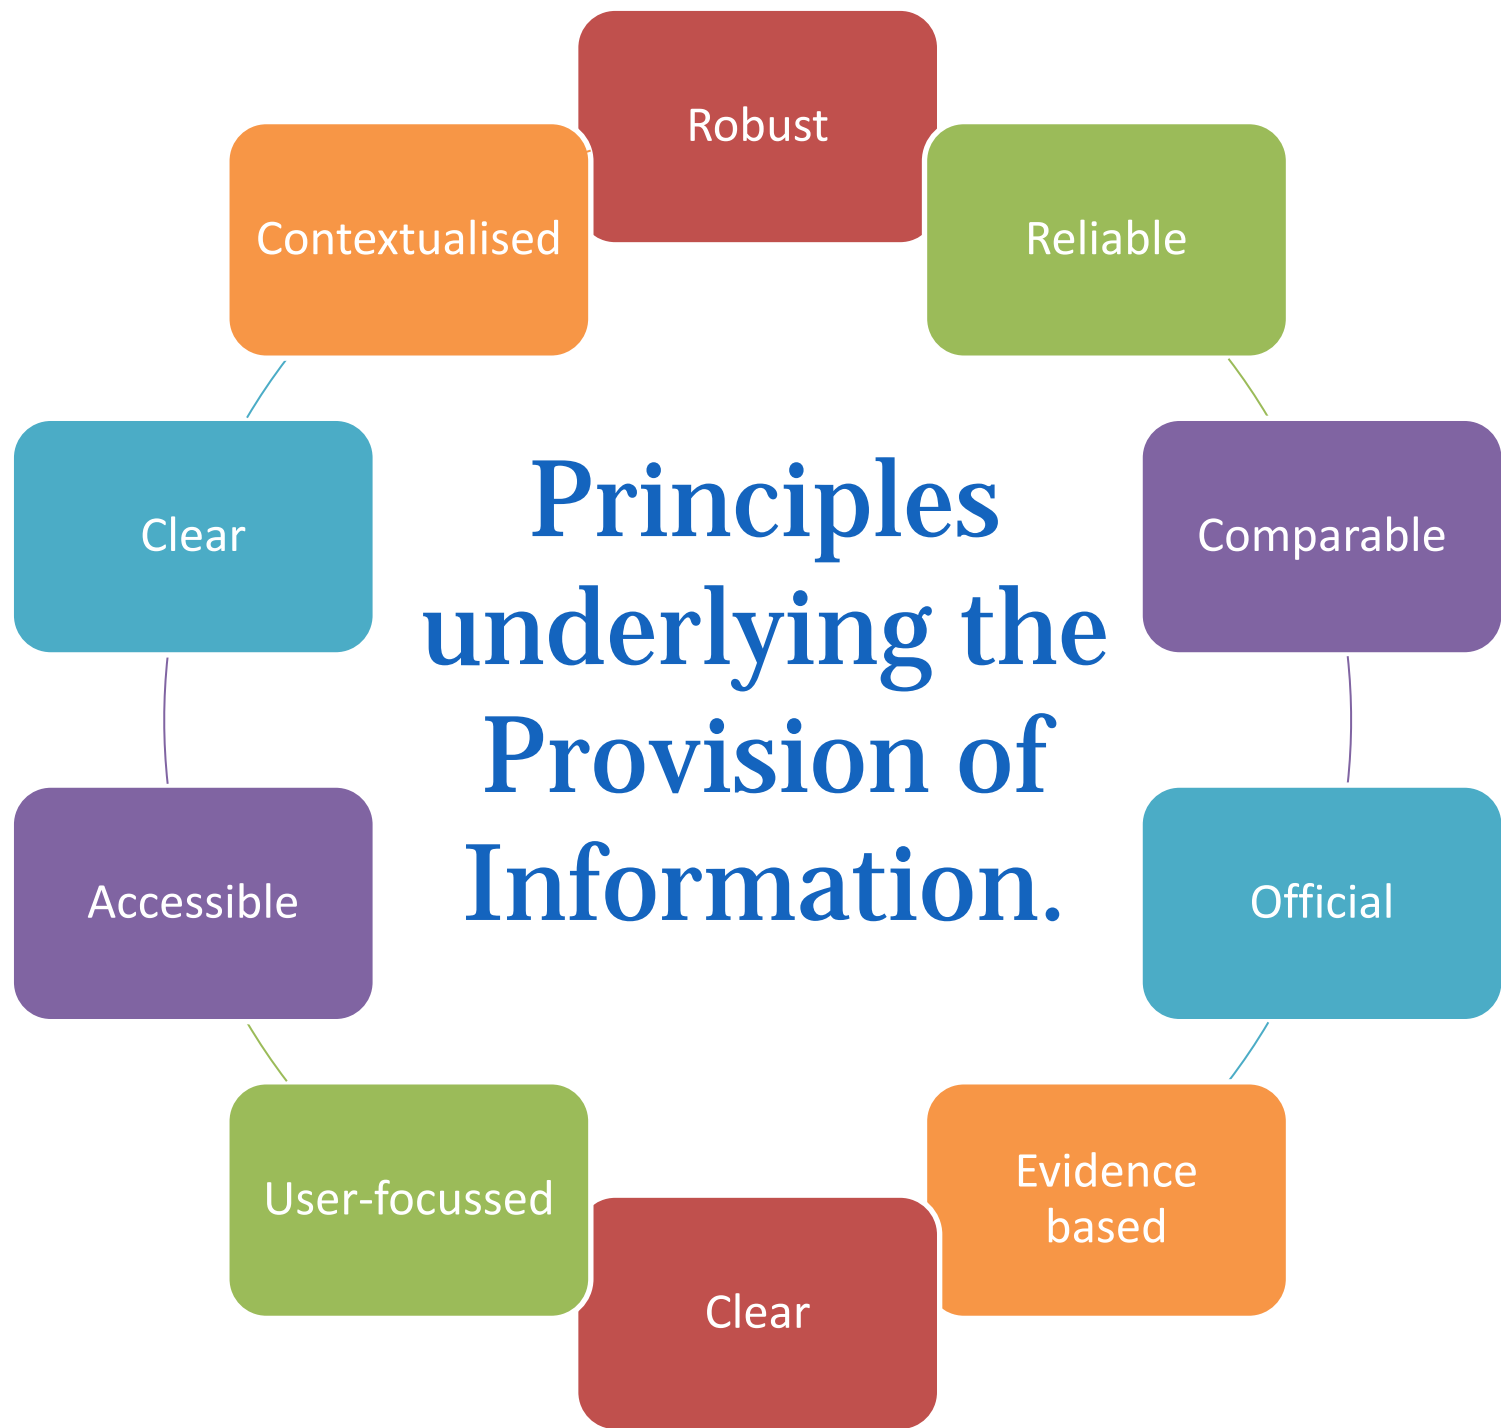 Robust
Reliable
Comparable
Official
Evidence
based
Clear
User-focussed
Accessible
Clear
Contextualised
Principles
underlying the
Provision of
Information.